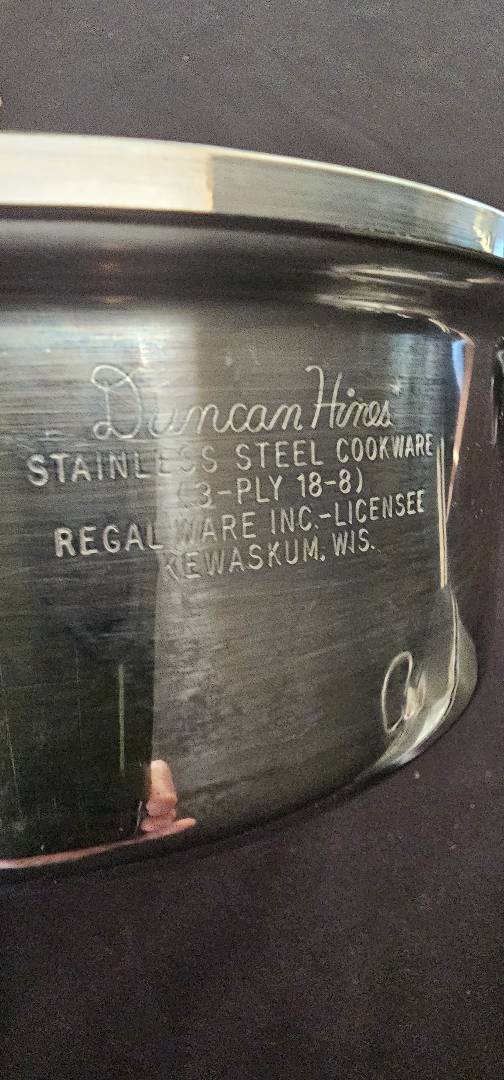 Duncan Hines
STAINLESS STEEL COOKWARE
(3-PLY 18-8)
REGAL WARE INC.-LICENSEE
KEWASKUM, WIS.